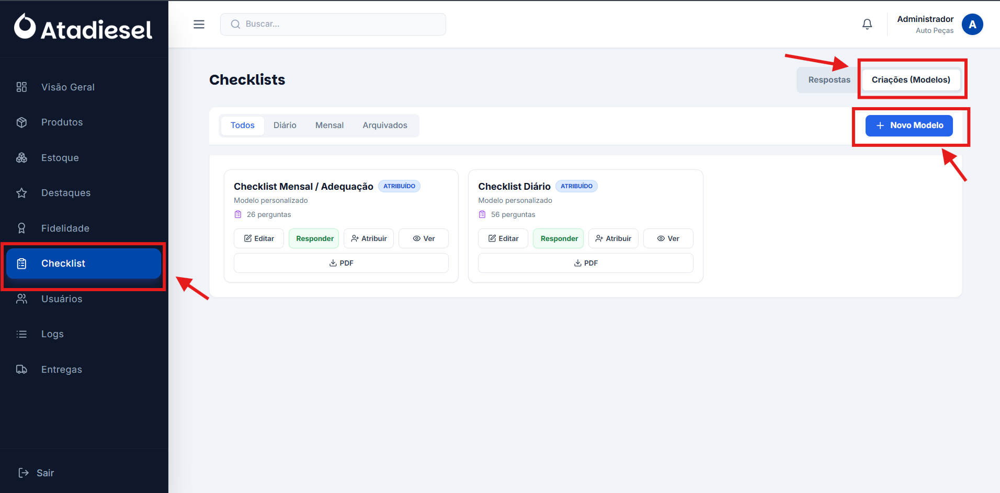 Atadiesel
Buscar...
Administrador
Auto Peças
A
Visão Geral
Produtos
Estoque
Destaques
Fidelidade
Checklist
Usuários
Logs
Entregas
Sair
Checklists
Respostas
Criações (Modelos)
Todos
Diário
Mensal
Arquivados
Novo Modelo
Checklist Mensal / Adequação
ATRIBUÍDO
Modelo personalizado
26 perguntas
Editar
Responder
Atribuir
Ver
PDF
Checklist Diário
ATRIBUÍDO
Modelo personalizado
56 perguntas
Editar
Responder
Atribuir
Ver
PDF